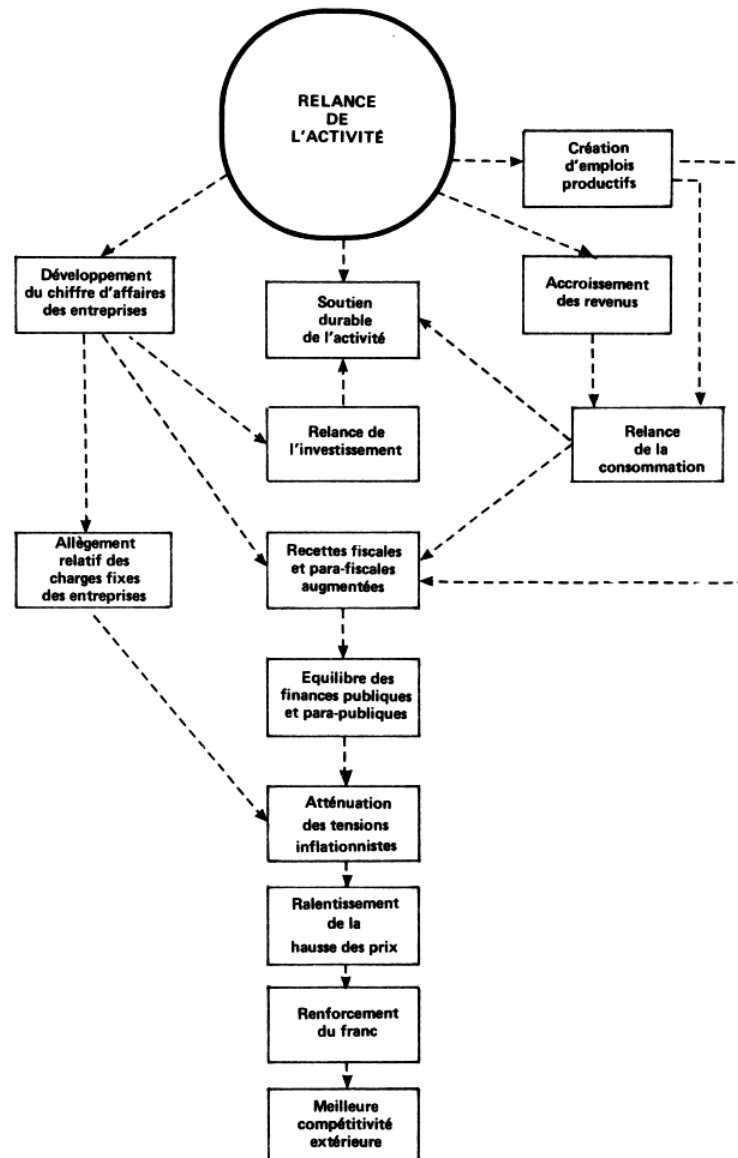 RELANCE
DE
L'ACTIVITÉ
Création
d'emplois
productifs
Développement
du chiffre d'affaires
des entreprises
Soutien
durable
de l'activité
Accroissement
des revenus
Relance de
l'investissement
Relance
de la
consommation
Allègement
relatif des
charges fixes
des entreprises
Recettes fiscales
et para-fiscales
augmentées
Equilibre des
finances publiques
et para-publiques
Atténuation
des tensions
inflationnistes
Ralentissement
de la
hausse des prix
Renforcement
du franc
Meilleure
compétitivité
extérieure